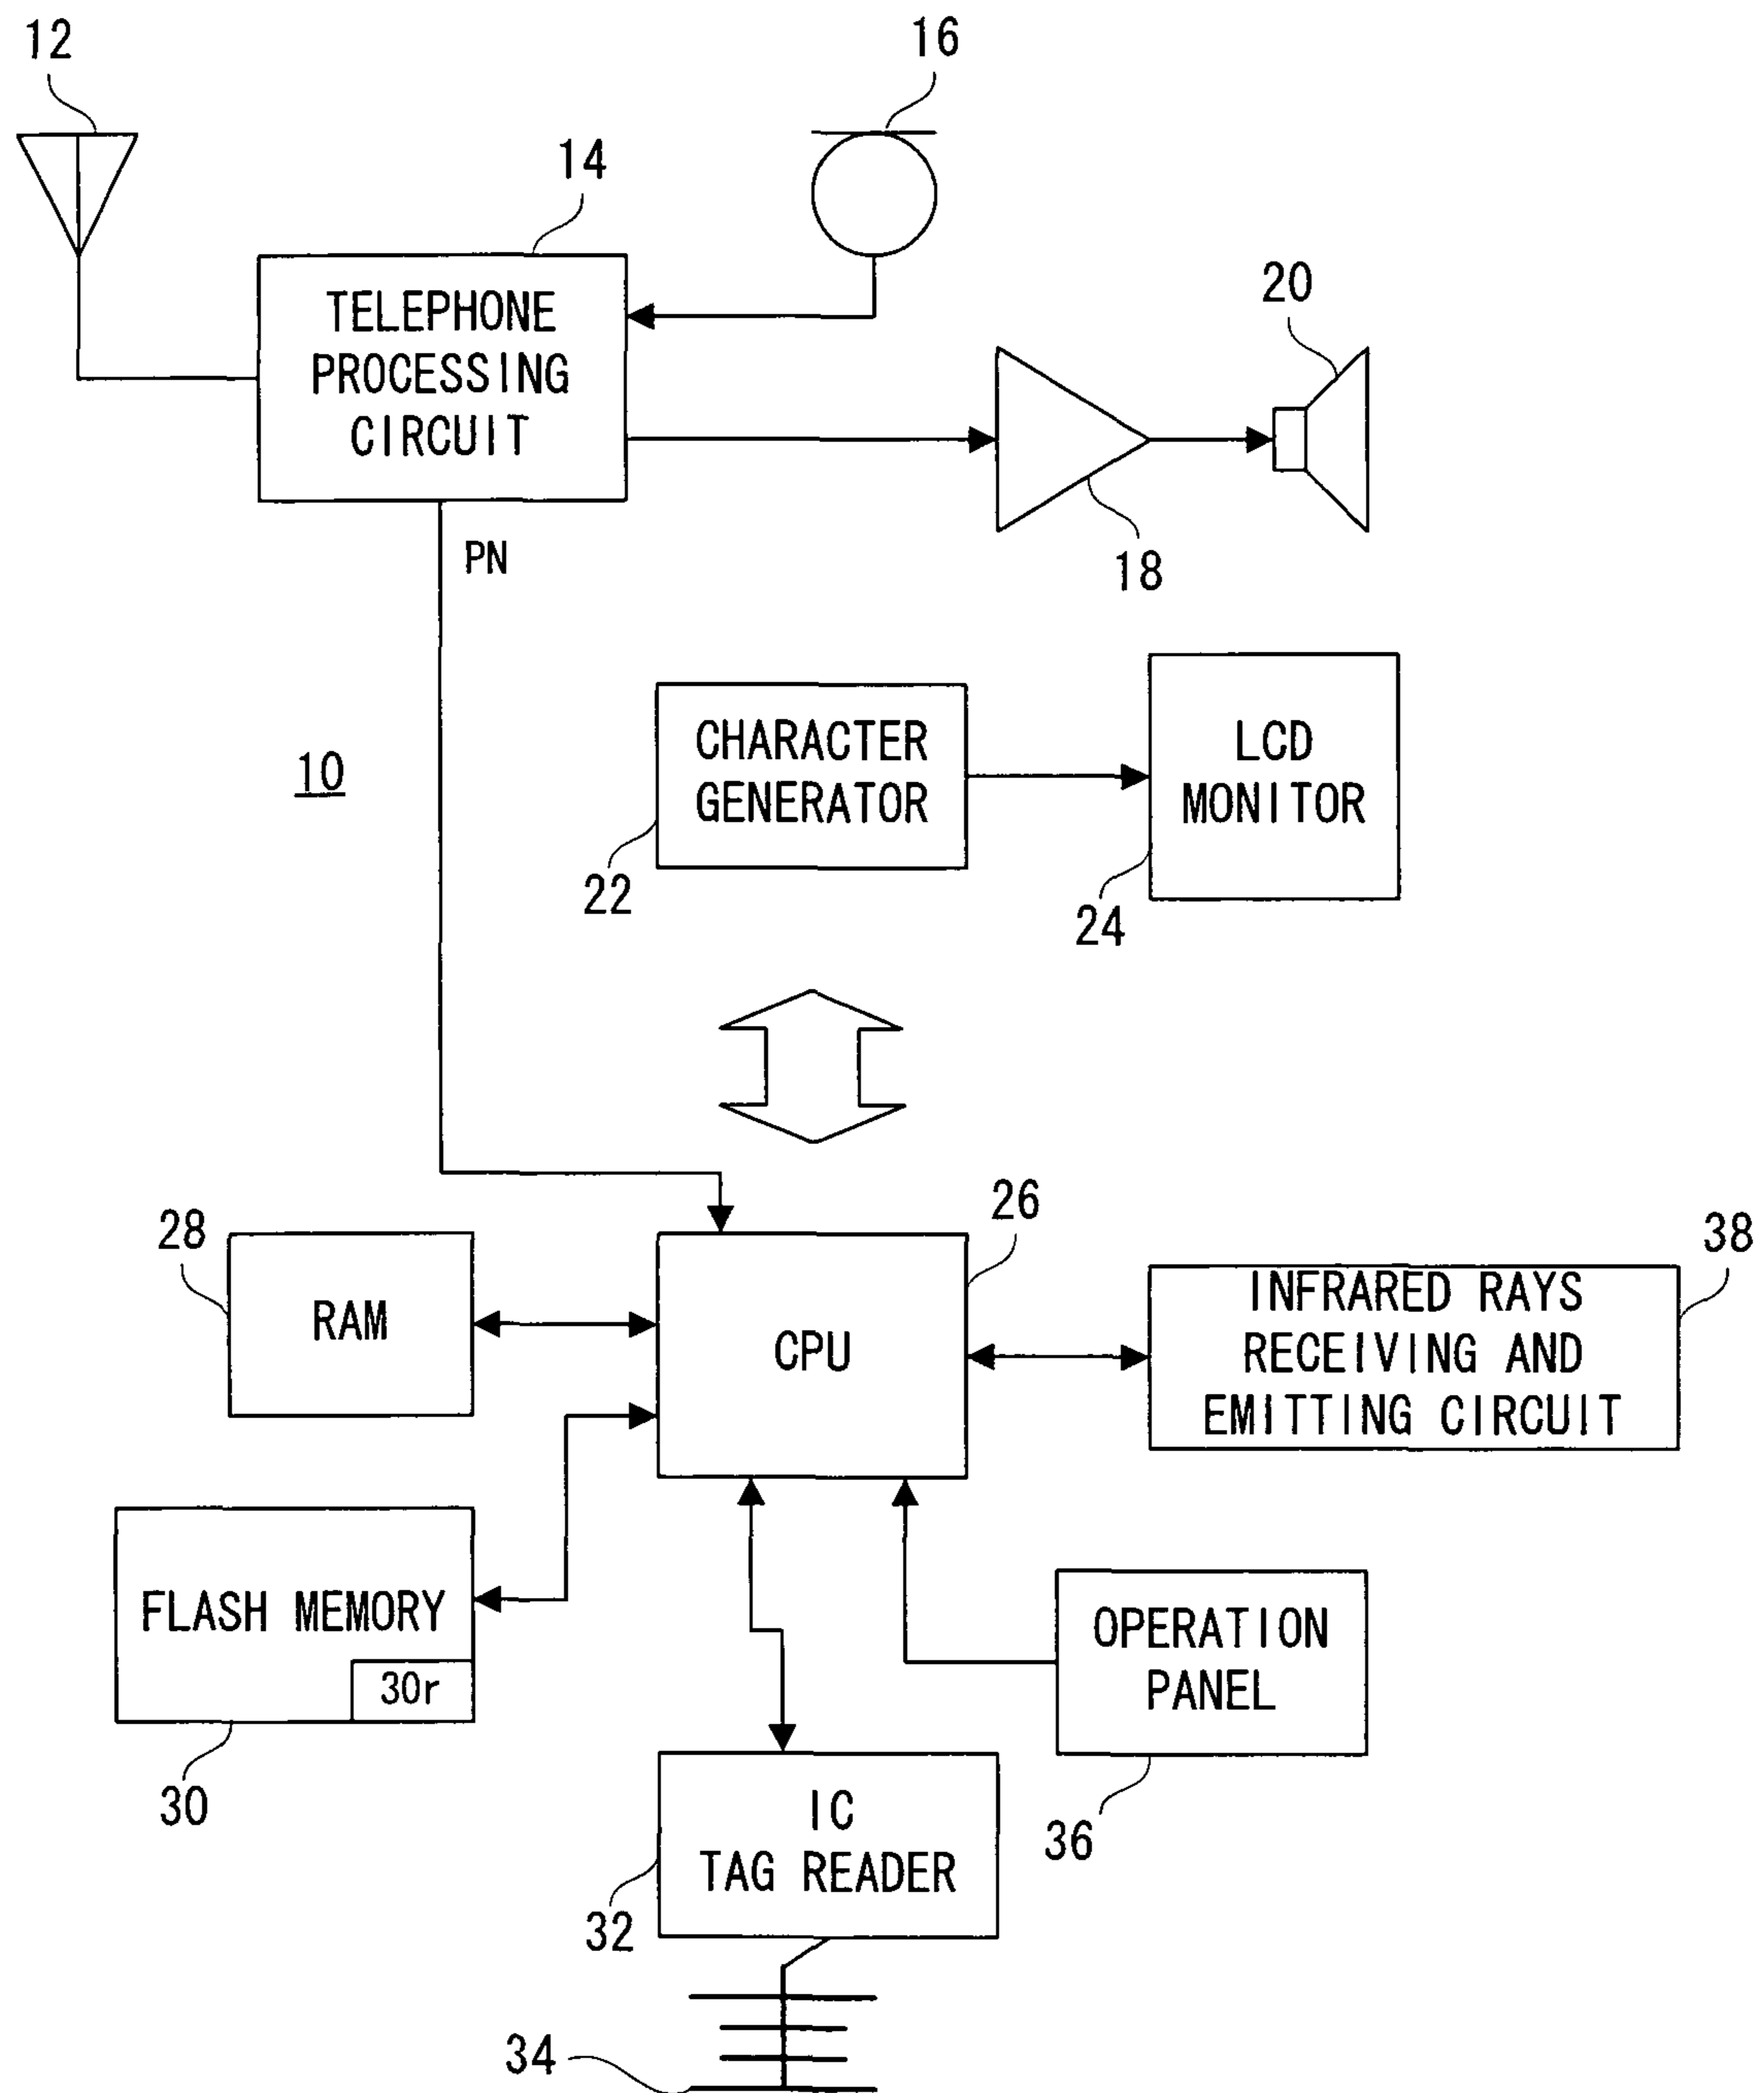 12
16
14
TELEPHONE
PROCESSING
CIRCUIT
20
18
PN
10
CHARACTER
GENERATOR
22
LCD
MONITOR
24
26
28
RAM
CPU
38
INFRARED RAYS
RECEIVING AND
EMITTING CIRCUIT
FLASH MEMORY
30r
30
OPERATION
PANEL
36
IC
TAG READER
32
34